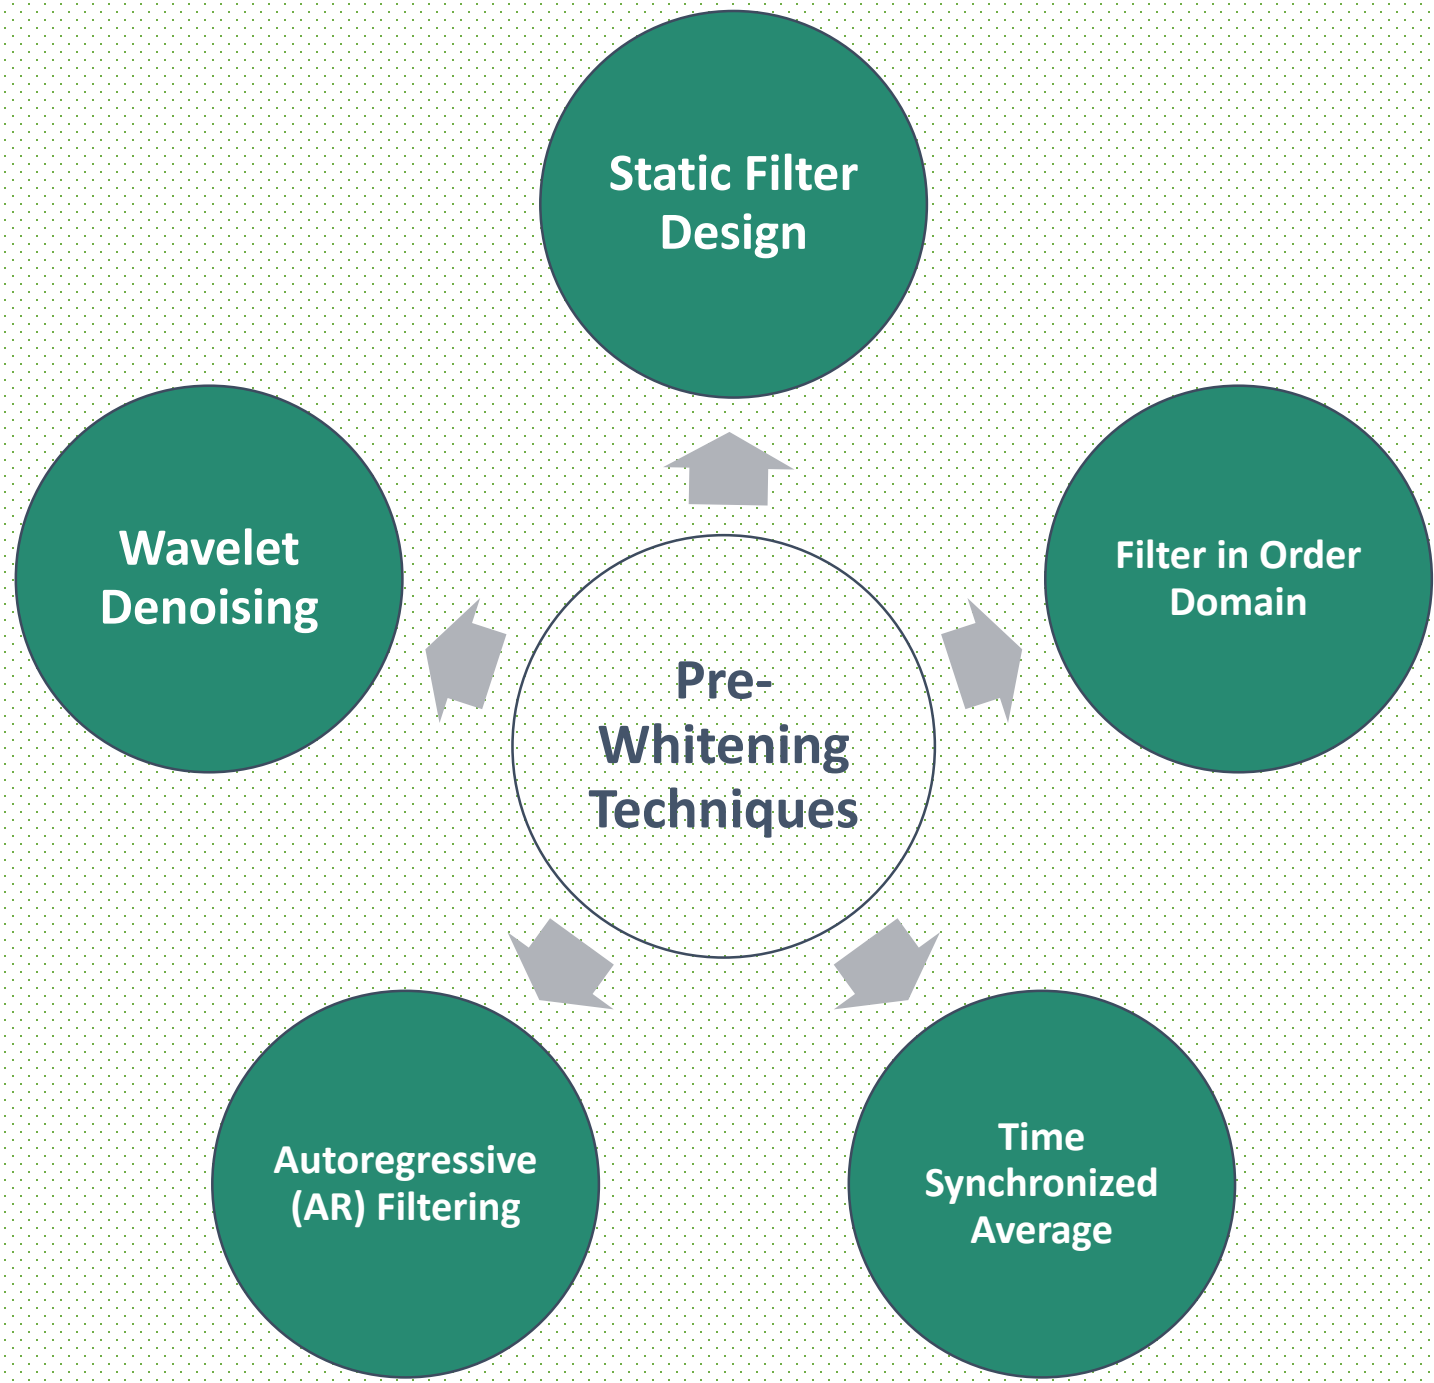 Static Filter
Design
Wavelet
Denoising
Filter in Order
Domain
Pre-
Whitening
Techniques
Autoregressive
(AR) Filtering
Time
Synchronized
Average